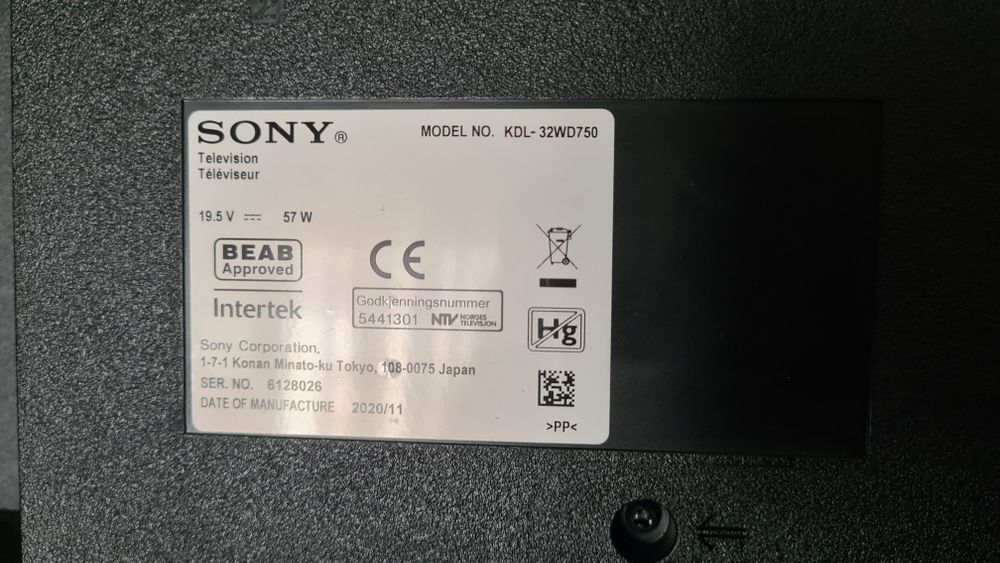 SONY®
MODEL NO. KDL-32WD750
Television
Téléviseur
19.5 V ⎓ 57 W
BEAB
Approved
Intertek
CE
Godkjenningsnummer
5441301 NTV NORGES TELEVISJON
Hg
Sony Corporation,
1-7-1 Konan Minato-ku Tokyo, 108-0075 Japan
SER. NO. 6128026
DATE OF MANUFACTURE 2020/11
>PP<